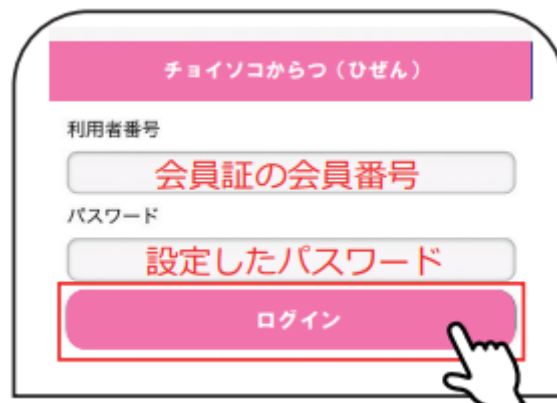 チョイソコからつ（ひぜん）
利用者番号
会員証の会員番号
パスワード
設定したパスワード
ログイン